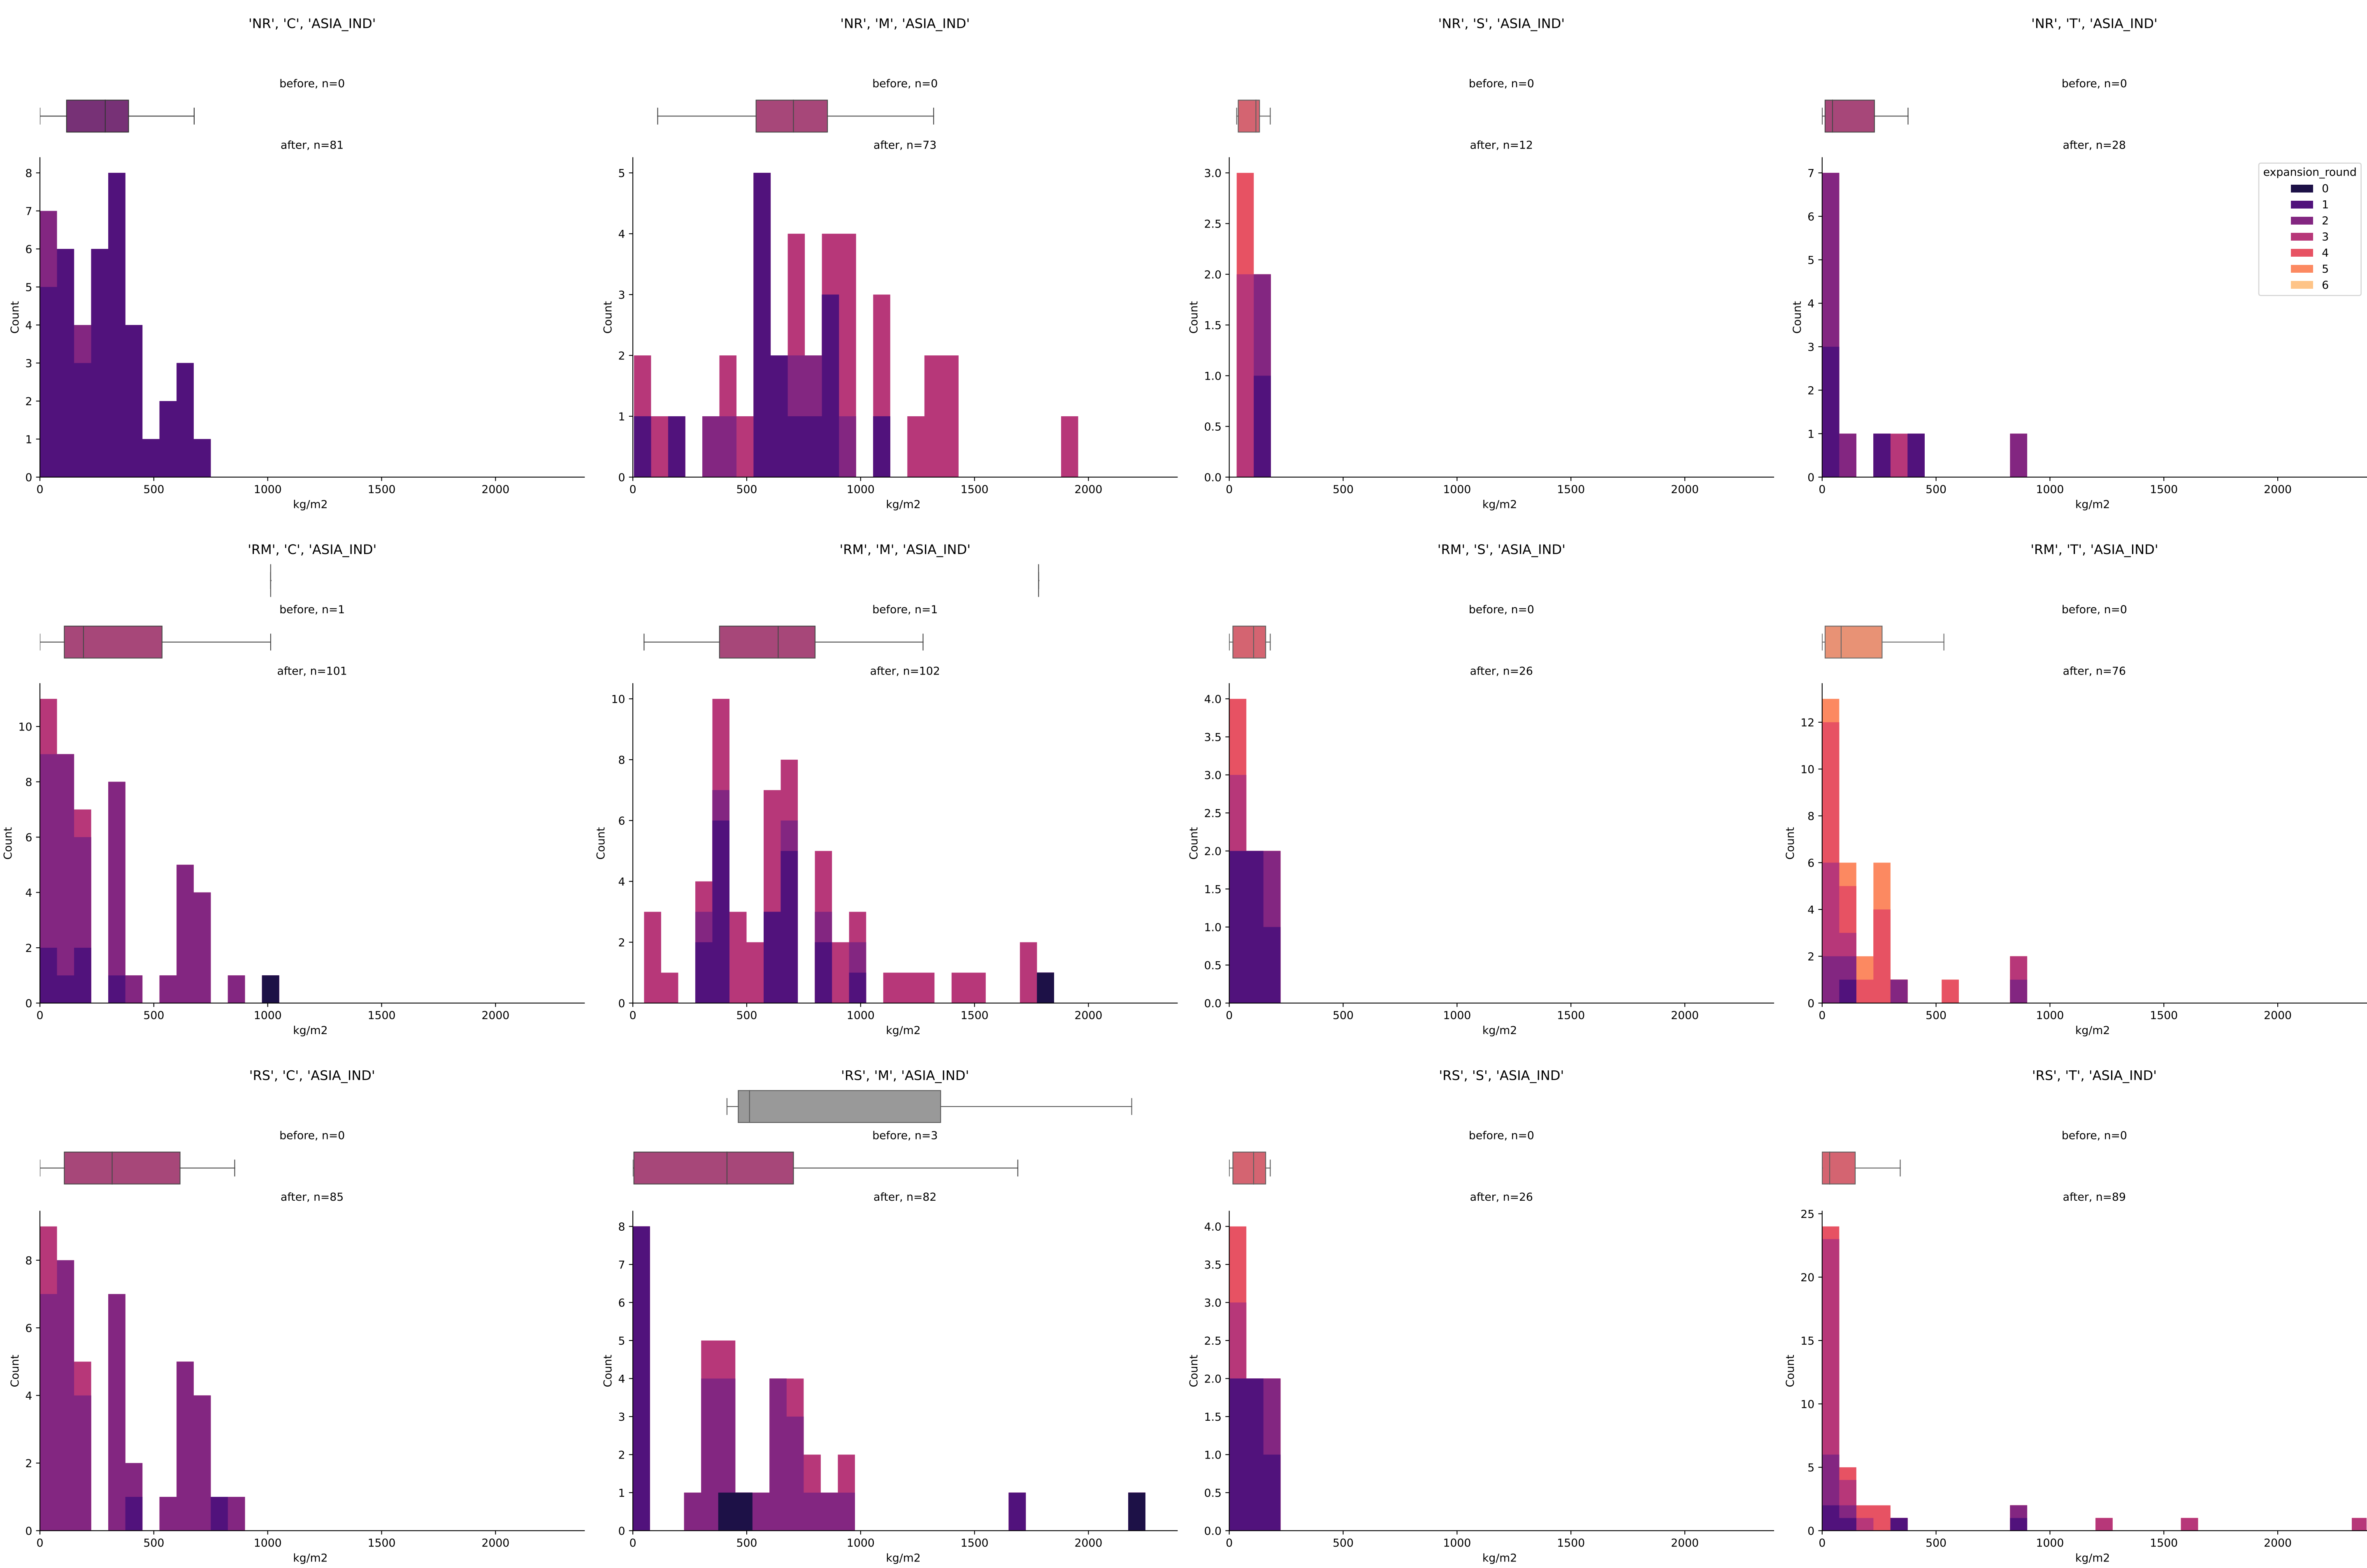 'NR', 'C', 'ASIA_IND'
before, n=0
after, n=81
Count
8
7
6
5
4
3
2
1
0
0 500 1000 1500 2000
kg/m2
'NR', 'M', 'ASIA_IND'
before, n=0
after, n=73
Count
5
4
3
2
1
0
0 500 1000 1500 2000
kg/m2
'NR', 'S', 'ASIA_IND'
before, n=0
after, n=12
Count
3.0
2.5
2.0
1.5
1.0
0.5
0.0
0 500 1000 1500 2000
kg/m2
'NR', 'T', 'ASIA_IND'
before, n=0
after, n=28
Count
7
6
5
4
3
2
1
0
0 500 1000 1500 2000
kg/m2
expansion_round
0
1
2
3
4
5
6
'RM', 'C', 'ASIA_IND'
before, n=1
after, n=101
Count
10
8
6
4
2
0
0 500 1000 1500 2000
kg/m2
'RM', 'M', 'ASIA_IND'
before, n=1
after, n=102
Count
10
8
6
4
2
0
0 500 1000 1500 2000
kg/m2
'RM', 'S', 'ASIA_IND'
before, n=0
after, n=26
Count
4.0
3.5
3.0
2.5
2.0
1.5
1.0
0.5
0.0
0 500 1000 1500 2000
kg/m2
'RM', 'T', 'ASIA_IND'
before, n=0
after, n=76
Count
12
10
8
6
4
2
0
0 500 1000 1500 2000
kg/m2
'RS', 'C', 'ASIA_IND'
before, n=0
after, n=85
Count
8
6
4
2
0
0 500 1000 1500 2000
kg/m2
'RS', 'M', 'ASIA_IND'
before, n=3
after, n=82
Count
8
7
6
5
4
3
2
1
0
0 500 1000 1500 2000
kg/m2
'RS', 'S', 'ASIA_IND'
before, n=0
after, n=26
Count
4.0
3.5
3.0
2.5
2.0
1.5
1.0
0.5
0.0
0 500 1000 1500 2000
kg/m2
'RS', 'T', 'ASIA_IND'
before, n=0
after, n=89
Count
25
20
15
10
5
0
0 500 1000 1500 2000
kg/m2